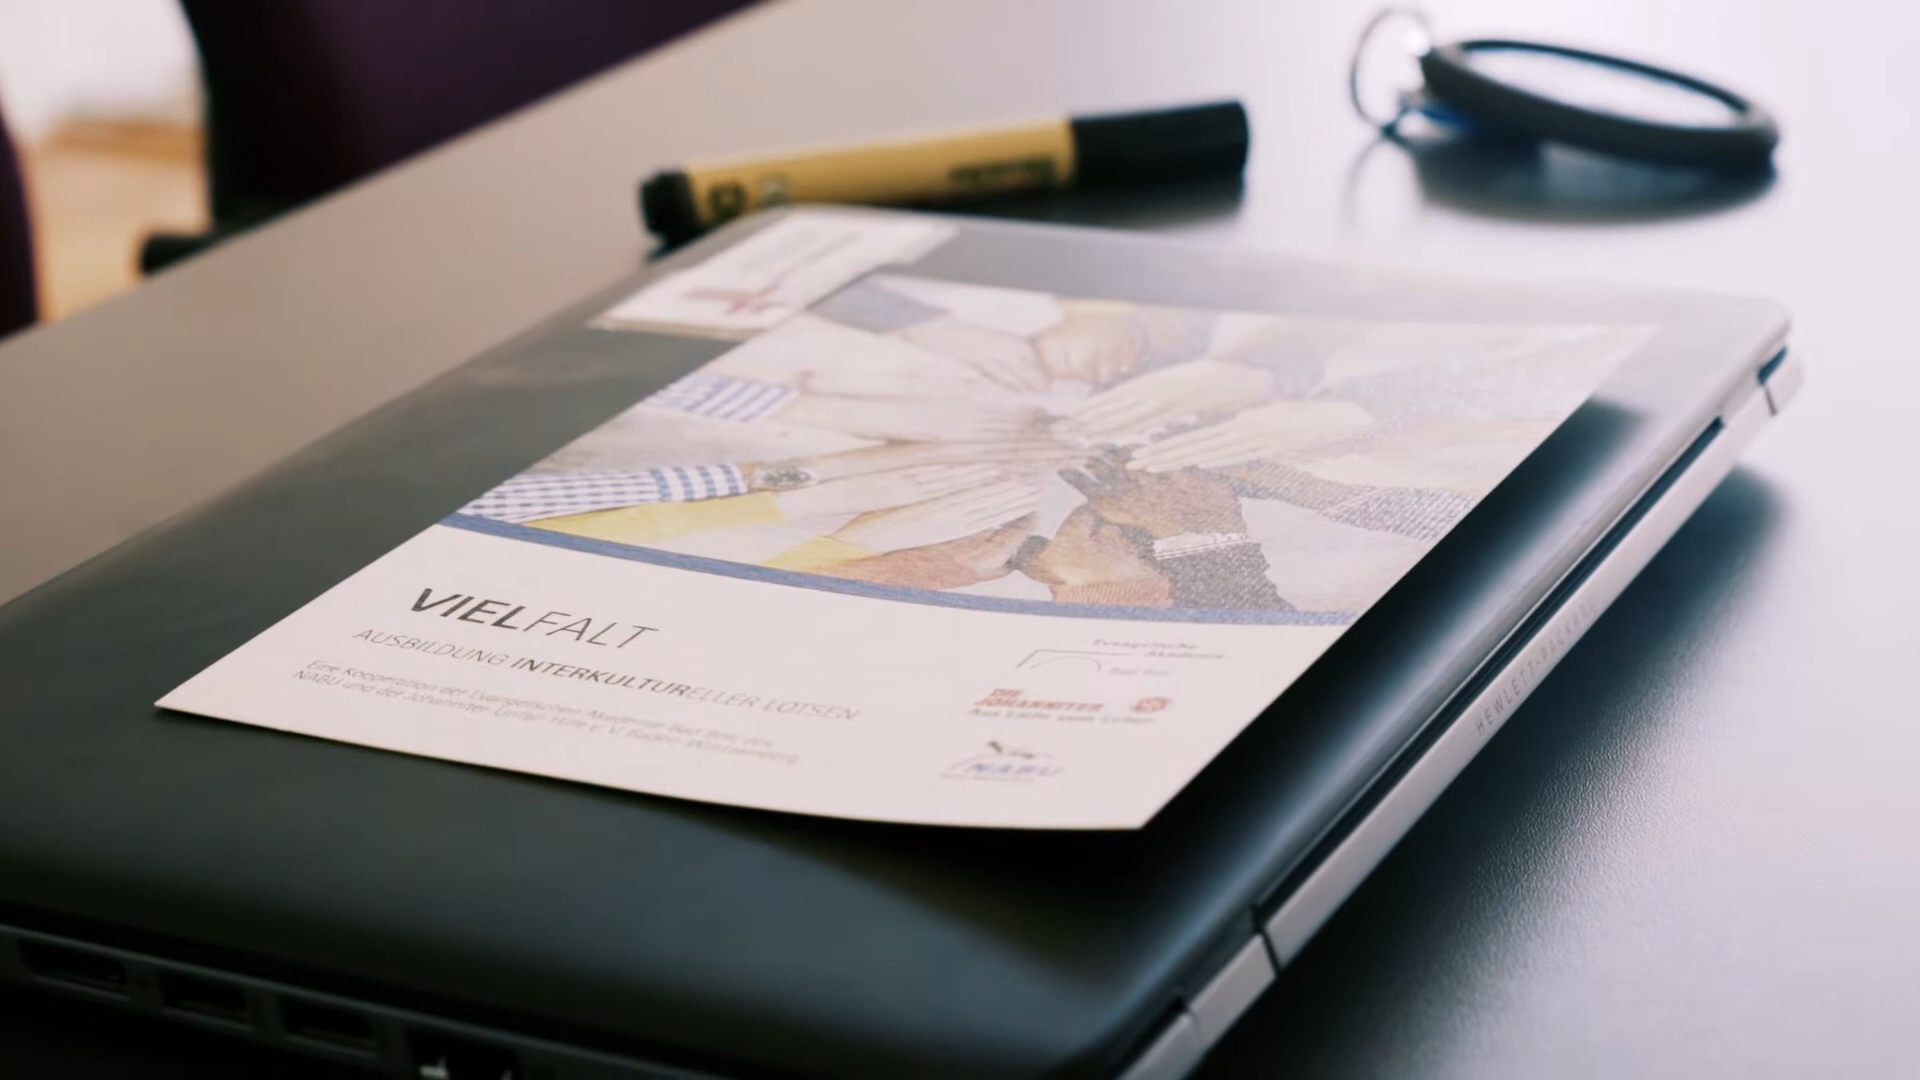 VIELFALT
AUSBILDUNG INTERKULTURELLER LOTSEN
Eine Kooperation der Evangelischen Akademie Bad Boll, des
NABU und der Johanniter-Unfall-Hilfe e.V. Baden-Württemberg
Evangelische
Akademie
Bad Boll
DIE
JOHANNITER
Aus Liebe zum Leben
NABU
HEWLETT-PACKARD